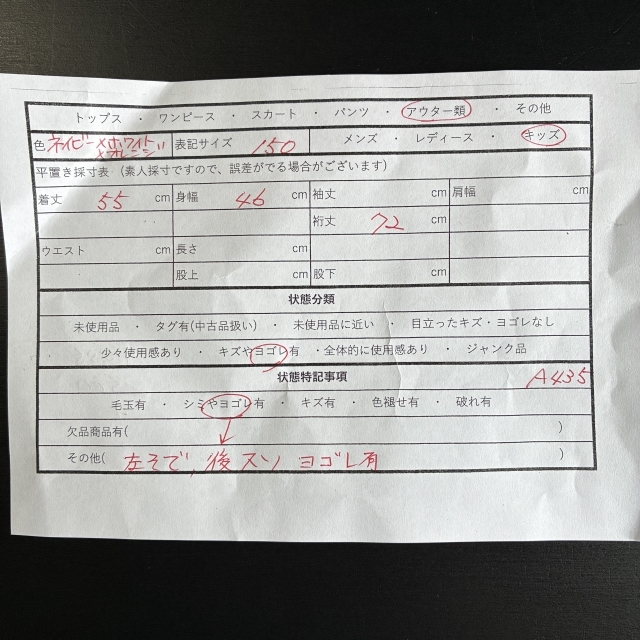 トップス ・ ワンピース ・ スカート ・ パンツ ・ アウター類 ・ その他
色 ネイビー×ホワイト×オレンジ 表記サイズ 150 メンズ ・ レディース ・ キッズ
平置き採寸表（素人採寸ですので、誤差がでる場合がございます）
着丈 55 cm 身幅 46 cm 袖丈 cm 肩幅 cm
裄丈 72 cm
ウエスト cm 長さ cm
股上 cm 股下 cm
状態分類
未使用品 ・ タグ有(中古品扱い) ・ 未使用品に近い ・ 目立ったキズ・ヨゴレなし
少々使用感あり ・ キズやヨゴレ有 ・全体的に使用感あり ・ ジャンク品
状態特記事項 A435
毛玉有 ・ シミやヨゴレ有 ・ キズ有 ・ 色褪せ有 ・ 破れ有
欠品商品有( )
その他( 左そで、後スソ ヨゴレ有 )